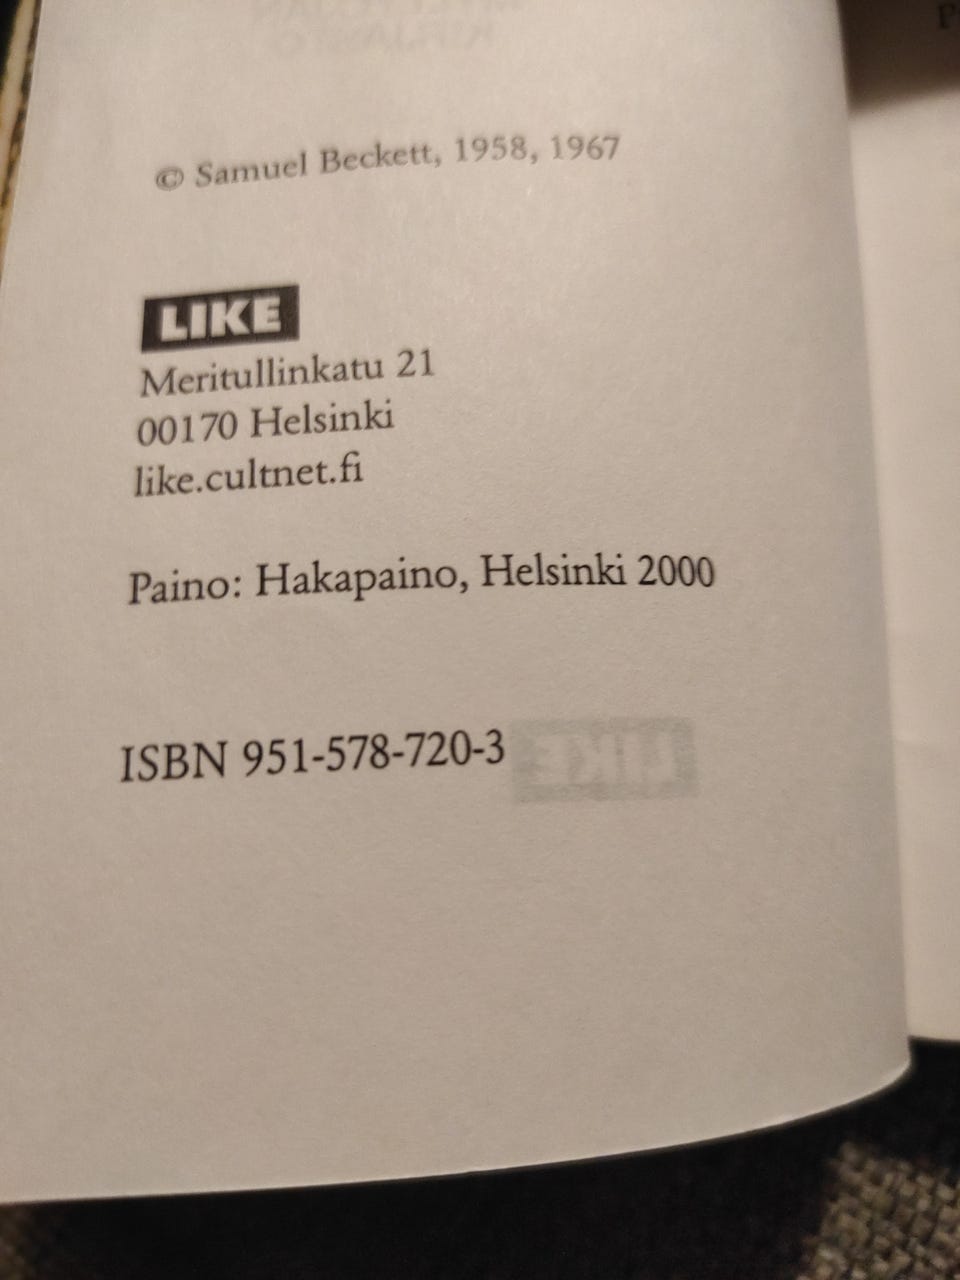 © Samuel Beckett, 1958, 1967
LIKE
Meritullinkatu 21
00170 Helsinki
like.cultnet.fi
Paino: Hakapaino, Helsinki 2000
ISBN 951-578-720-3
LIKE